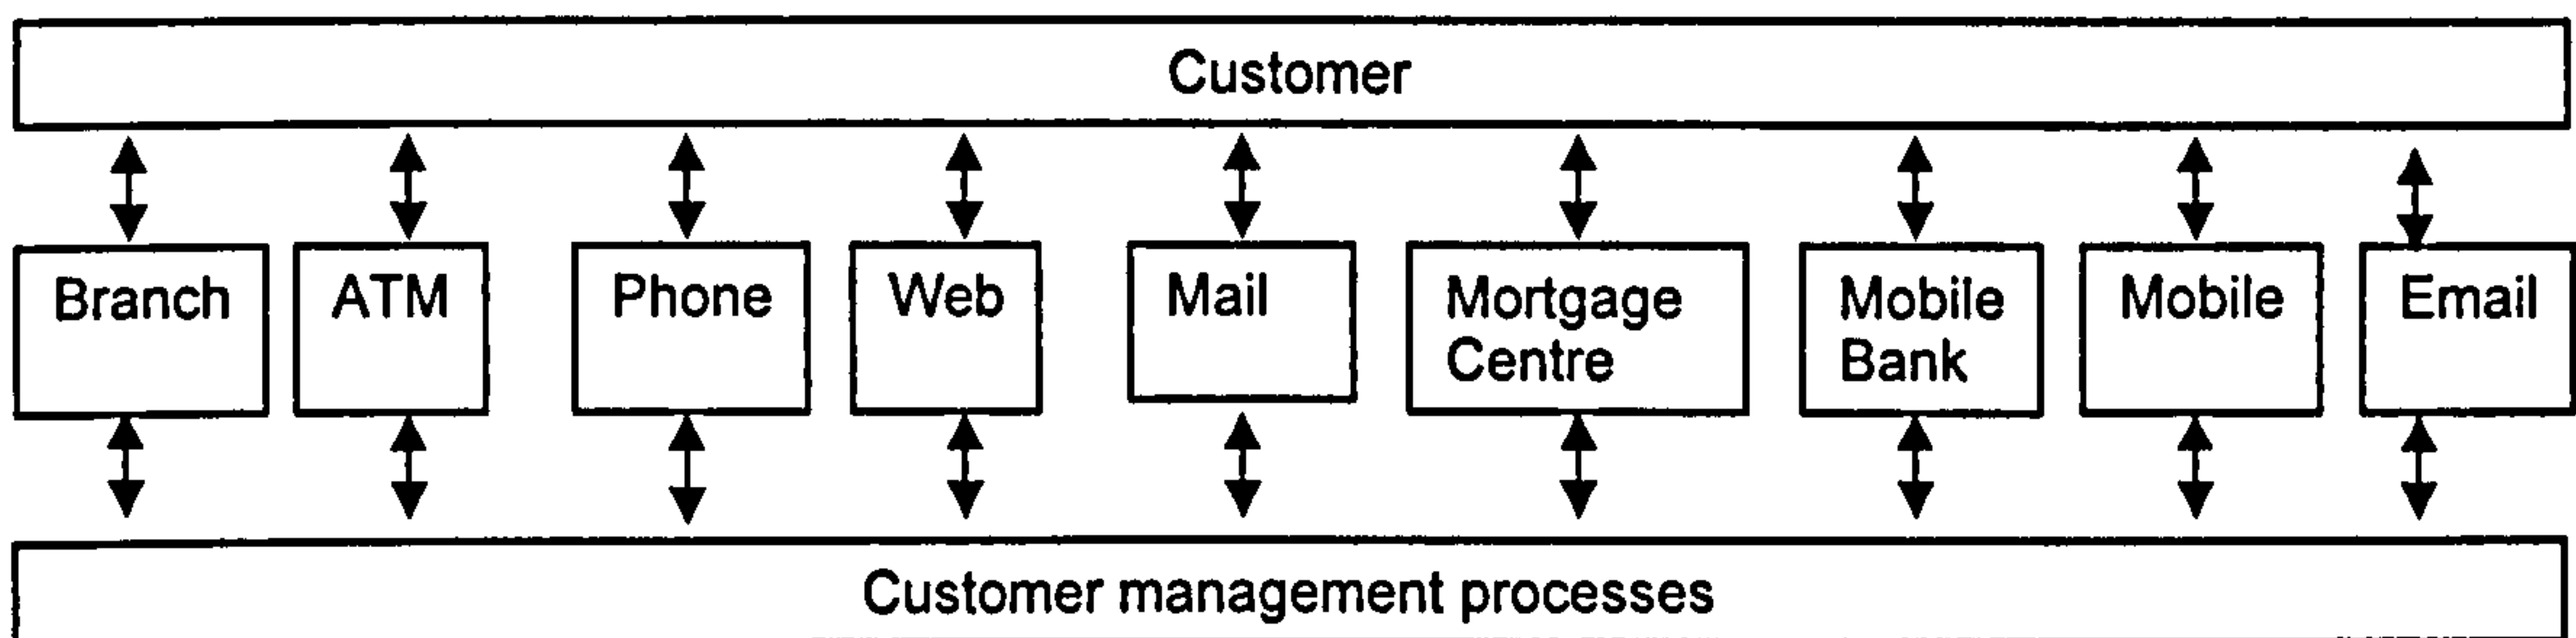 Customer
Branch
ATM
Phone
Web
Mail
Mortgage
Centre
Mobile
Bank
Mobile
Email
Customer management processes